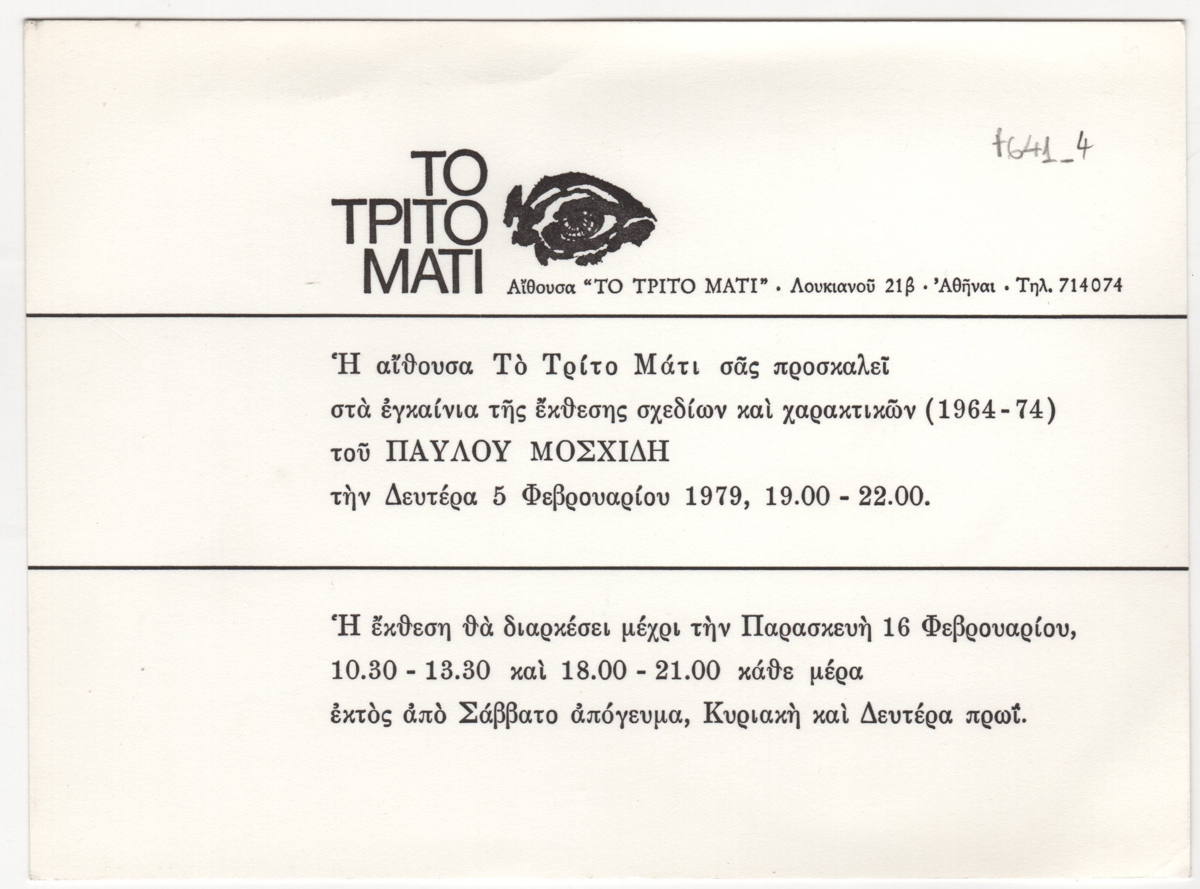 f641_4
ΤΟ
ΤΡΙΤΟ
ΜΑΤΙ
Αἴθουσα “ΤΟ ΤΡΙΤΟ ΜΑΤΙ” · Λουκιανοῦ 21β · Ἀθῆναι · Τηλ. 714074
Ἡ αἴθουσα Τὸ Τρίτο Μάτι σᾶς προσκαλεῖ
στὰ ἐγκαίνια τῆς ἔκθεσης σχεδίων καὶ χαρακτικῶν (1964-74)
τοῦ ΠΑΥΛΟΥ ΜΟΣΧΙΔΗ
τὴν Δευτέρα 5 Φεβρουαρίου 1979, 19.00 - 22.00.
Ἡ ἔκθεση θὰ διαρκέσει μέχρι τὴν Παρασκευὴ 16 Φεβρουαρίου,
10.30 - 13.30 καὶ 18.00 - 21.00 κάθε μέρα
ἐκτὸς ἀπὸ Σάββατο ἀπόγευμα, Κυριακὴ καὶ Δευτέρα πρωΐ.